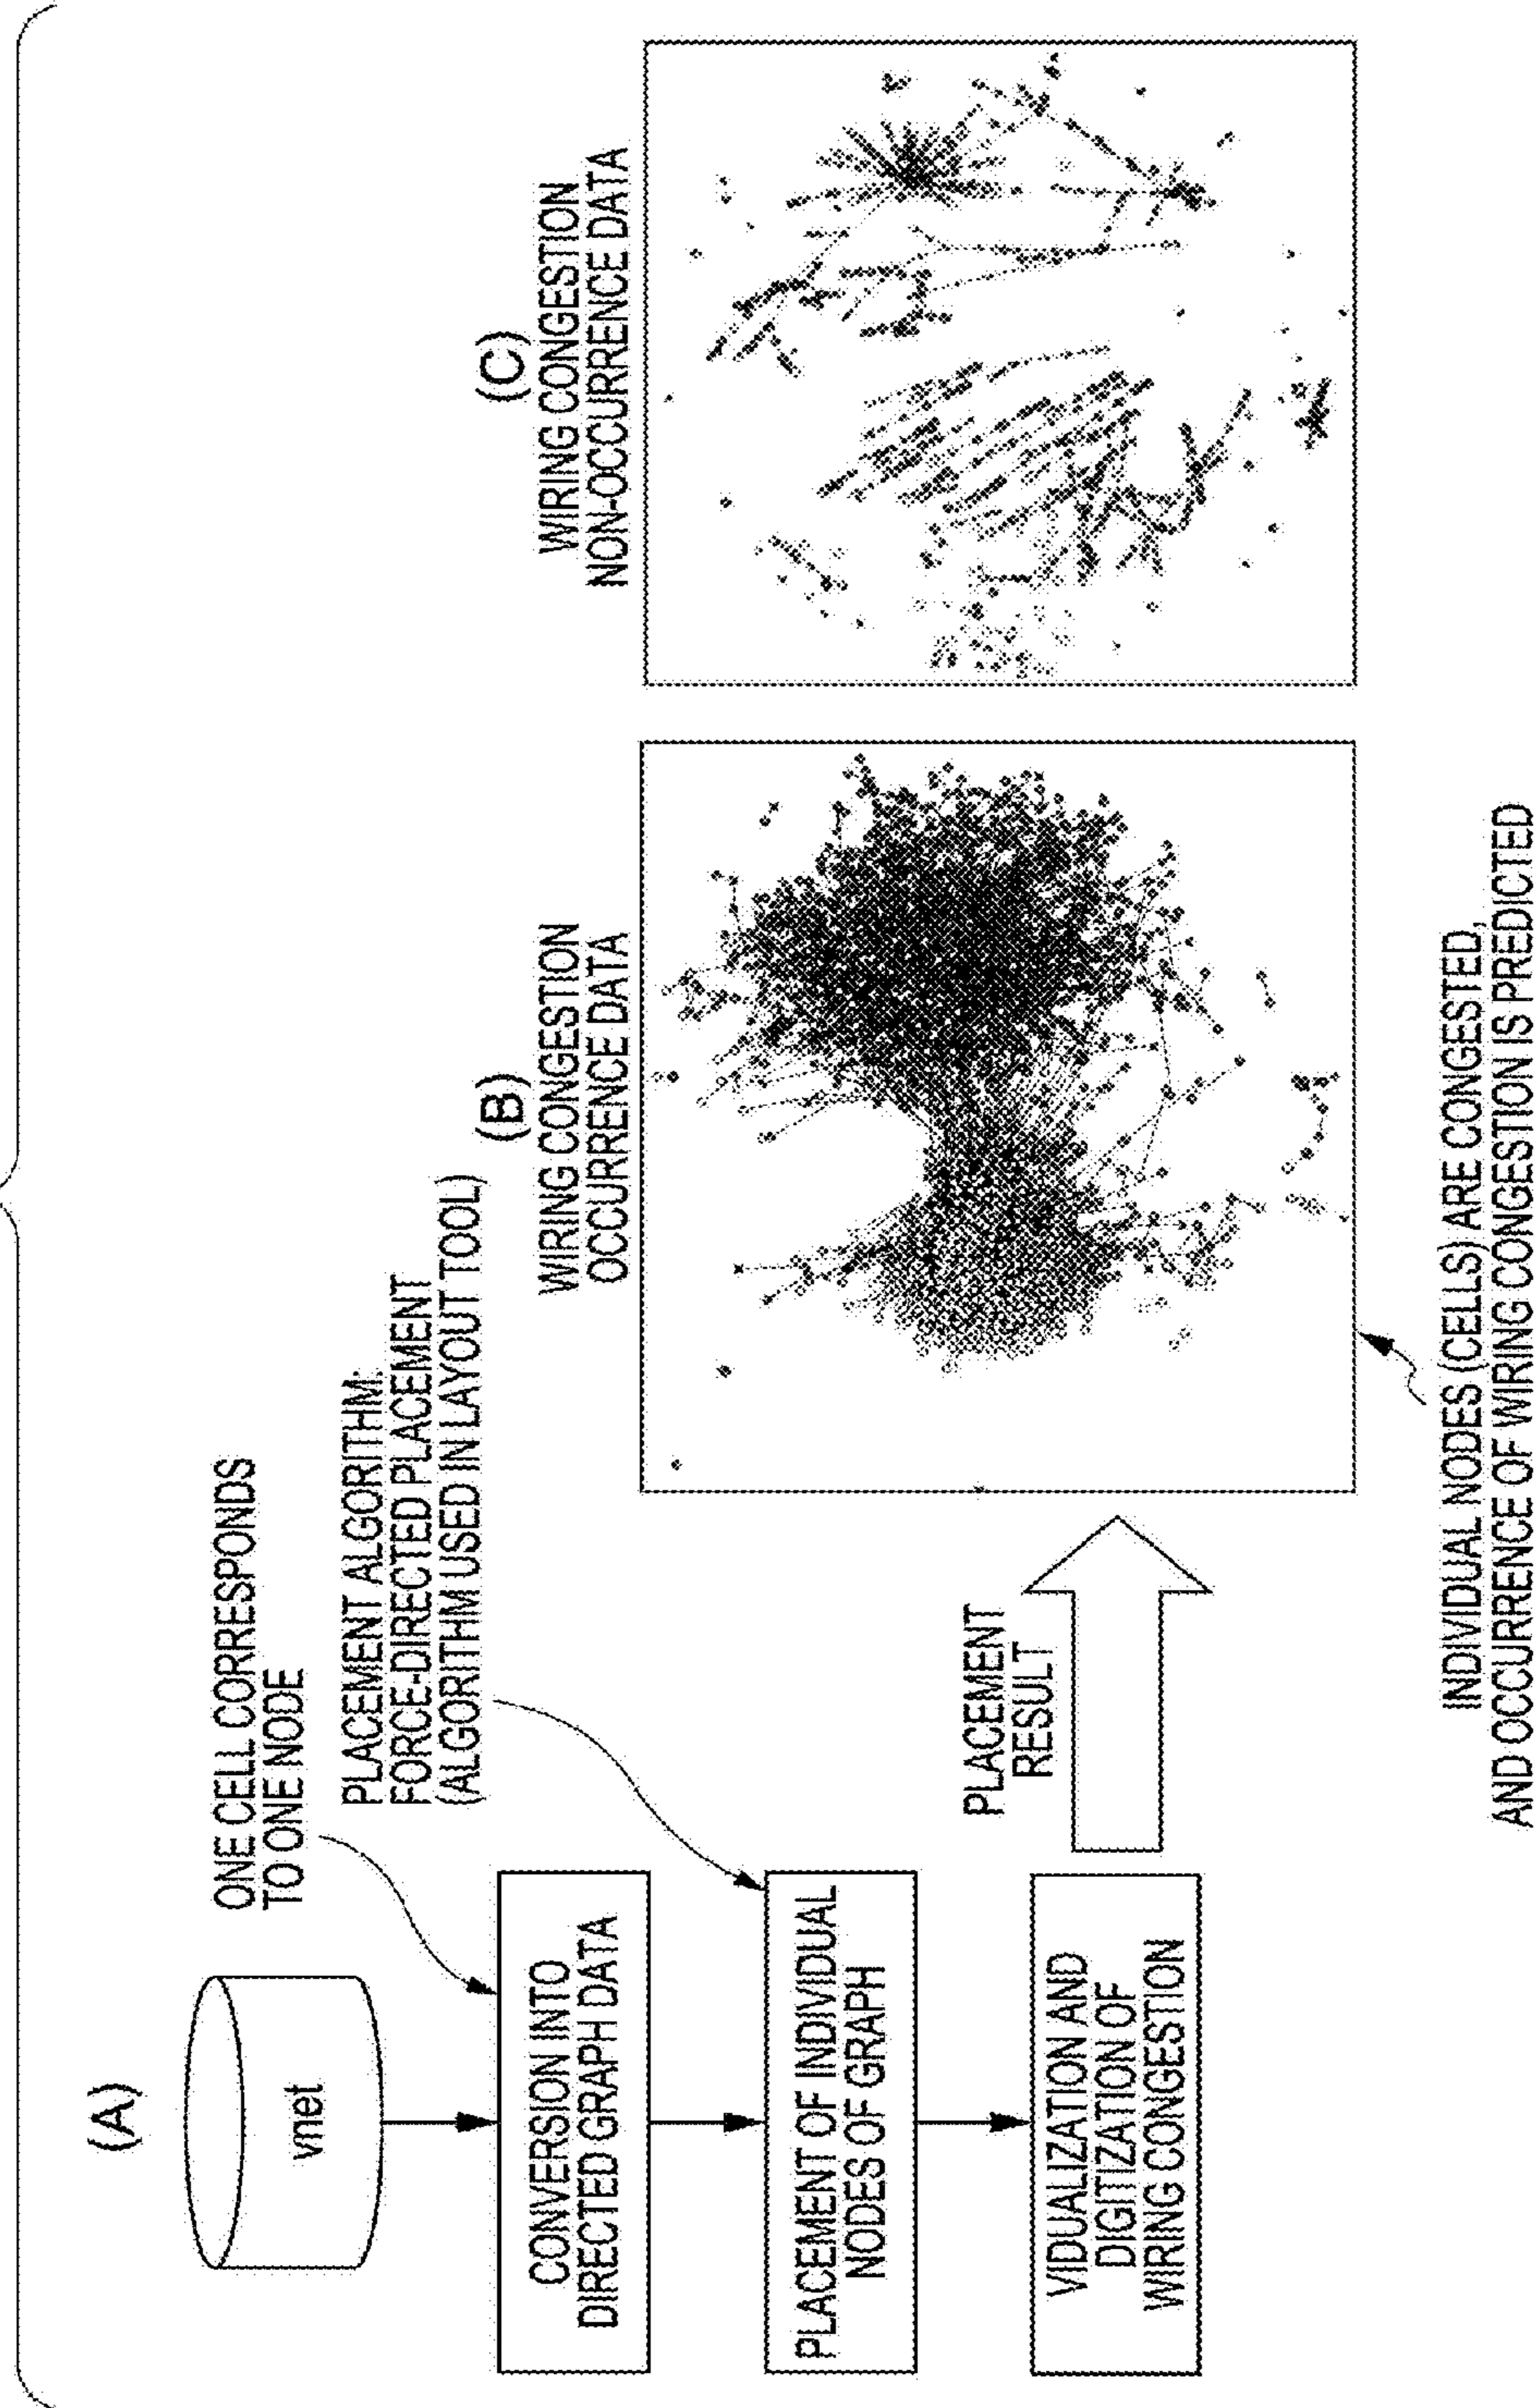 (A)
vnet
ONE CELL CORRESPONDS
TO ONE NODE
CONVERSION INTO
DIRECTED GRAPH DATA
PLACEMENT ALGORITHM:
FORCE-DIRECTED PLACEMENT
(ALGORITHM USED IN LAYOUT TOOL)
PLACEMENT OF INDIVIDUAL
NODES OF GRAPH
VIDUALIZATION AND
DIGITIZATION OF
WIRING CONGESTION
PLACEMENT
RESULT
(B)
WIRING CONGESTION
OCCURRENCE DATA
INDIVIDUAL NODES (CELLS) ARE CONGESTED,
AND OCCURRENCE OF WIRING CONGESTION IS PREDICTED
(C)
WIRING CONGESTION
NON-OCCURRENCE DATA